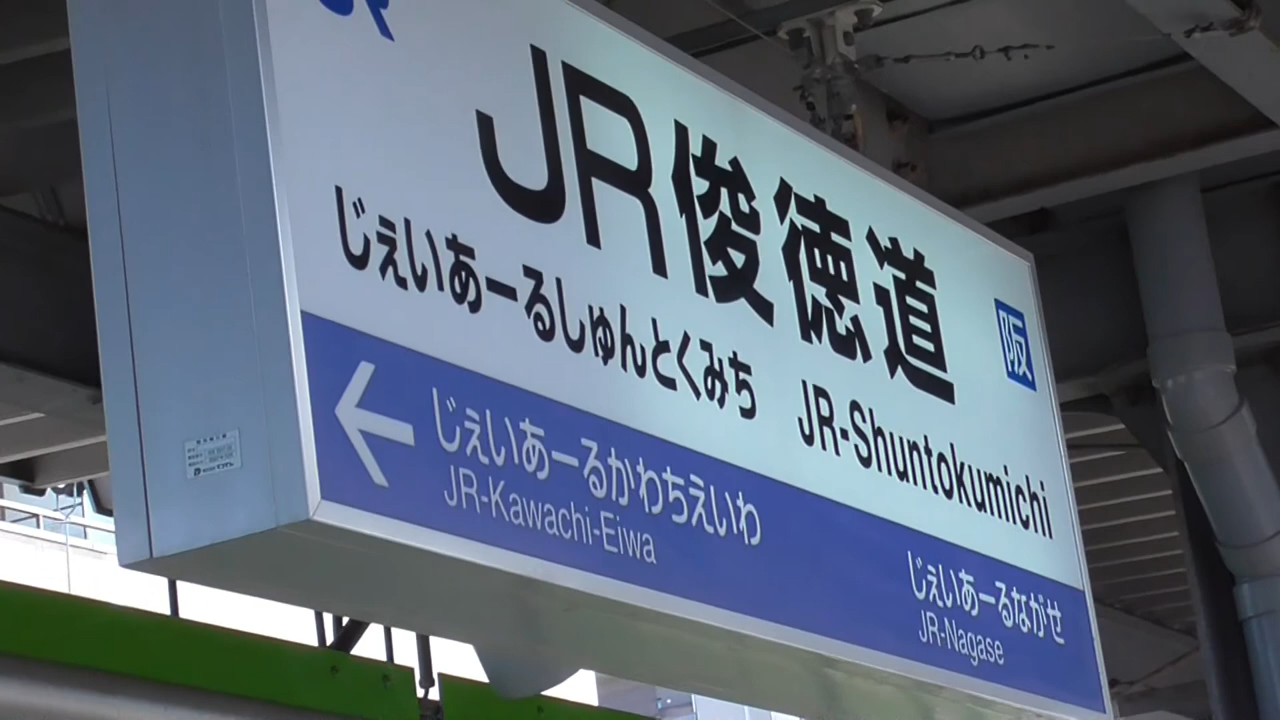 JR俊徳道
じぇいあーるしゅんとくみち JR-Shuntokumichi
阪
じぇいあーるかわちえいわ
JR-Kawachi-Eiwa
じぇいあーるながせ
JR-Nagase